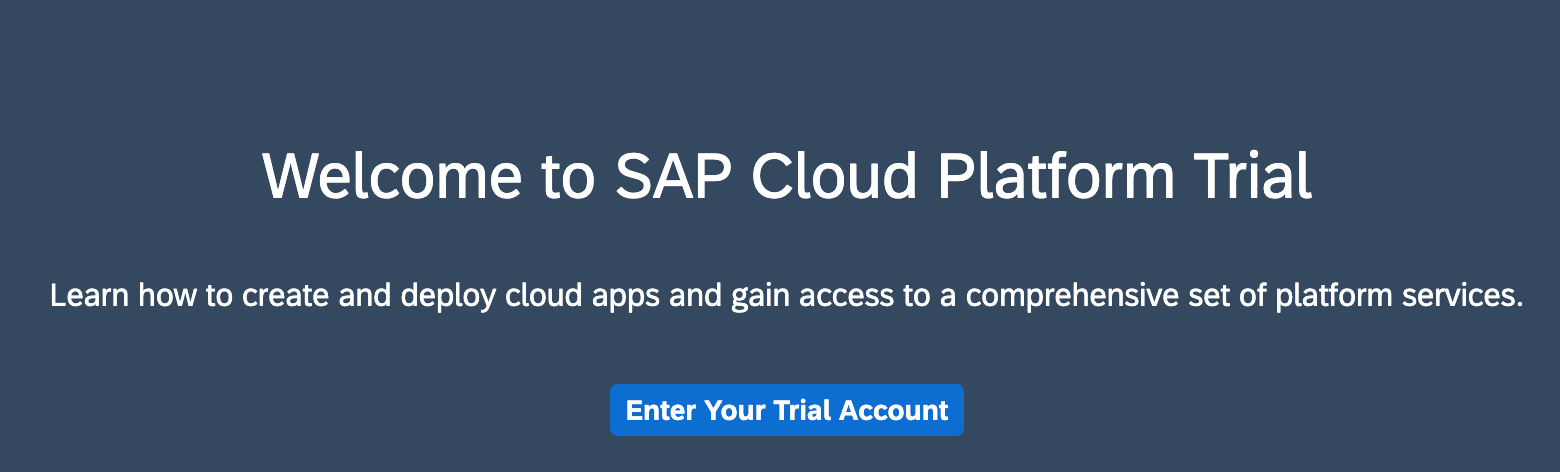 Welcome to SAP Cloud Platform Trial
Learn how to create and deploy cloud apps and gain access to a comprehensive set of platform services.
Enter Your Trial Account